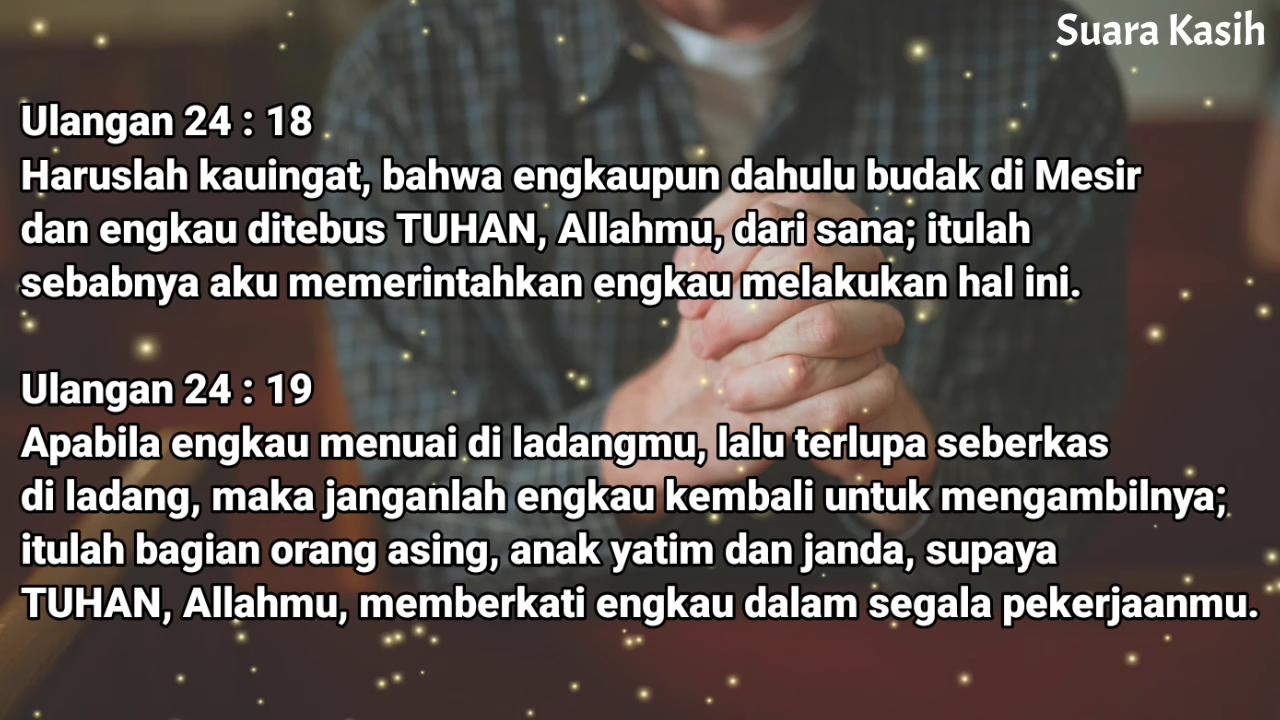 Suara Kasih
Ulangan 24 : 18
Haruslah kauingat, bahwa engkaupun dahulu budak di Mesir
dan engkau ditebus TUHAN, Allahmu, dari sana; itulah
sebabnya aku memerintahkan engkau melakukan hal ini.
Ulangan 24 : 19
Apabila engkau menuai di ladangmu, lalu terlupa seberkas
di ladang, maka janganlah engkau kembali untuk mengambilnya;
itulah bagian orang asing, anak yatim dan janda, supaya
TUHAN, Allahmu, memberkati engkau dalam segala pekerjaanmu.